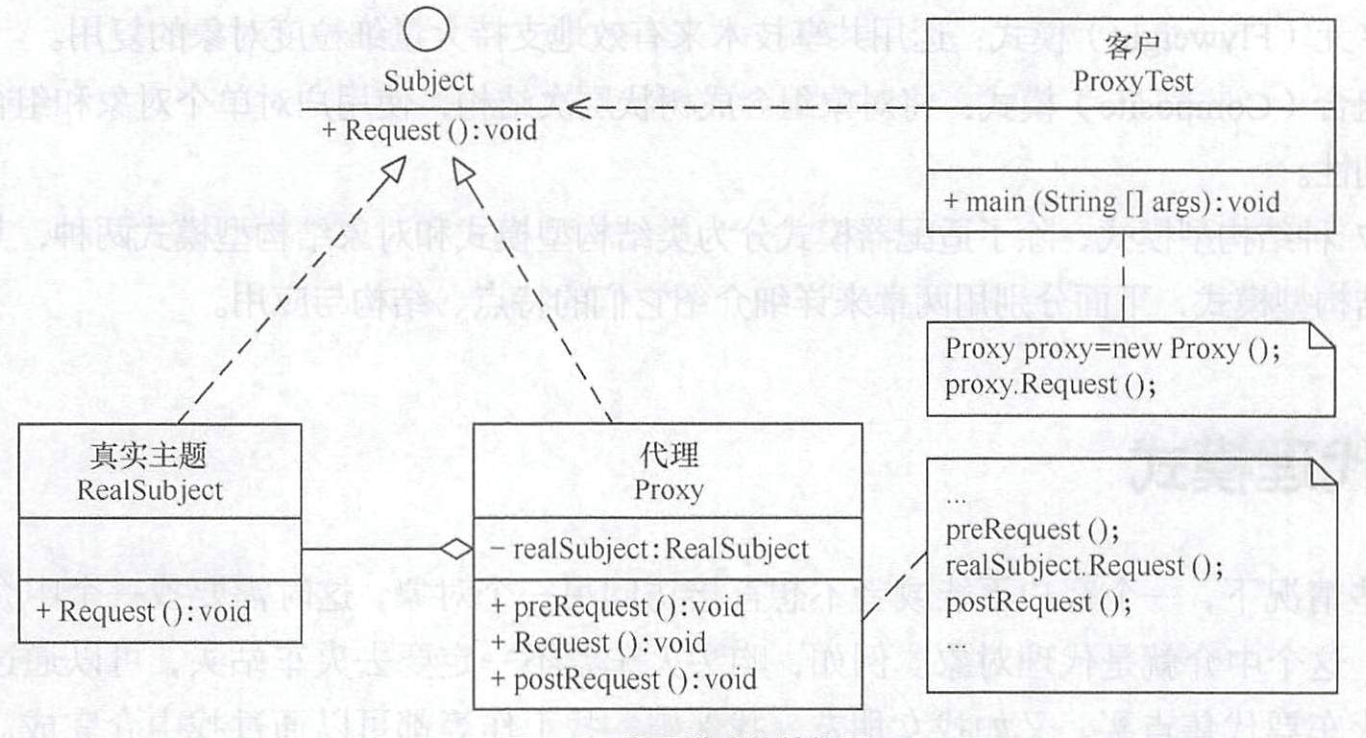 Subject
+ Request ():void
客户
ProxyTest
+ main (String [] args):void
Proxy proxy=new Proxy ();
proxy.Request ();
真实主题
RealSubject
+ Request ():void
代理
Proxy
− realSubject:RealSubject
+ preRequest ():void
+ Request ():void
+ postRequest ():void
...
preRequest ();
realSubject.Request ();
postRequest ();
...